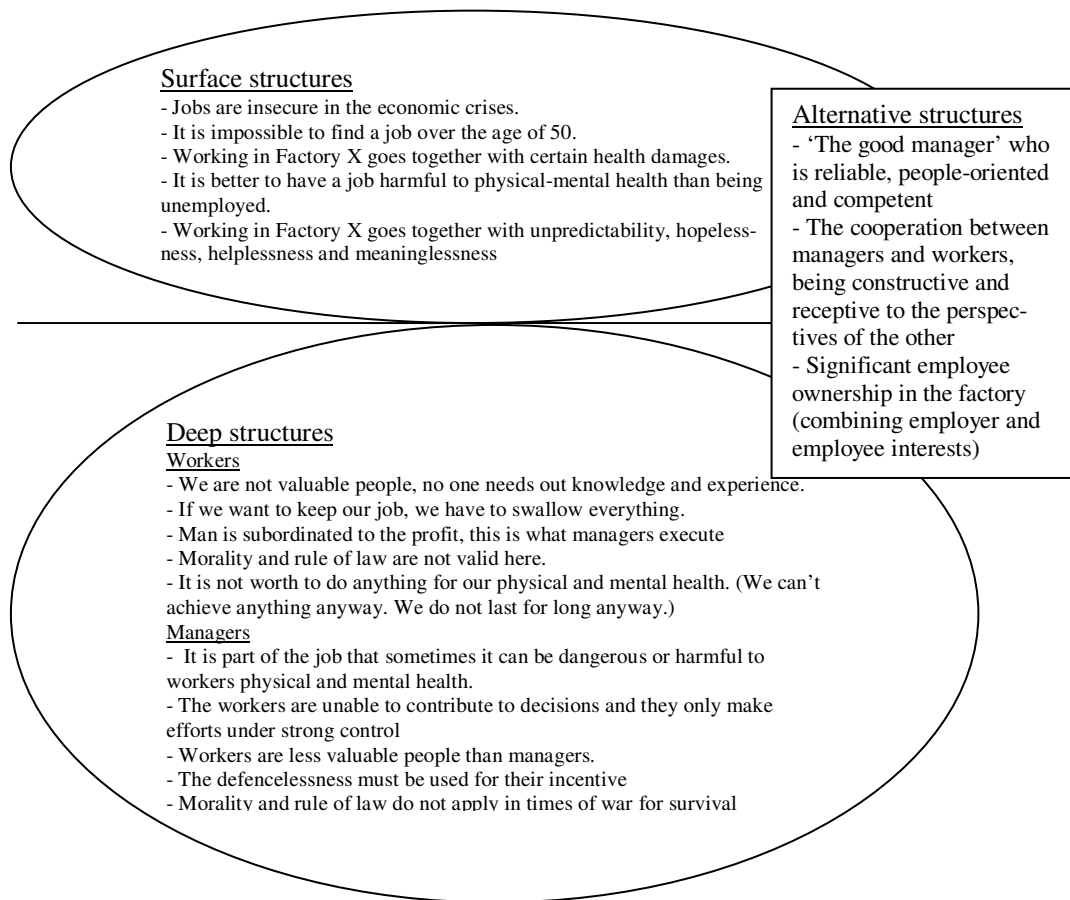 Surface structures
- Jobs are insecure in the economic crises.
- It is impossible to find a job over the age of 50.
- Working in Factory X goes together with certain health damages.
- It is better to have a job harmful to physical-mental health than being
unemployed.
- Working in Factory X goes together with unpredictability, hopeless-
ness, helplessness and meaninglessness
Alternative structures
- ‘The good manager’ who
is reliable, people-oriented
and competent
- The cooperation between
managers and workers,
being constructive and
receptive to the perspec-
tives of the other
- Significant employee
ownership in the factory
(combining employer and
employee interests)
Deep structures
Workers
- We are not valuable people, no one needs out knowledge and experience.
- If we want to keep our job, we have to swallow everything.
- Man is subordinated to the profit, this is what managers execute
- Morality and rule of law are not valid here.
- It is not worth to do anything for our physical and mental health. (We can’t
achieve anything anyway. We do not last for long anyway.)
Managers
- It is part of the job that sometimes it can be dangerous or harmful to
workers physical and mental health.
- The workers are unable to contribute to decisions and they only make
efforts under strong control
- Workers are less valuable people than managers.
- The defencelessness must be used for their incentive
- Morality and rule of law do not apply in times of war for survival